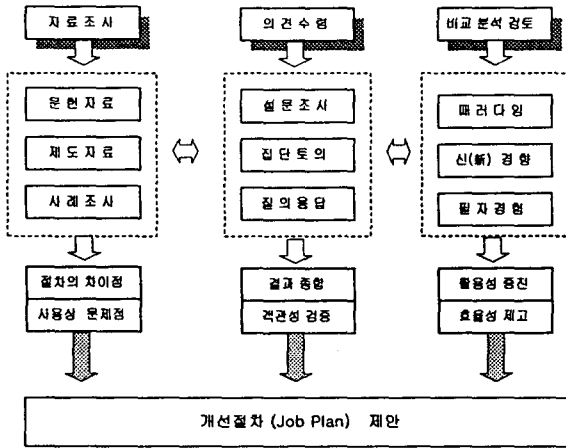 자료조사
의견수렴
비교 분석 검토
문헌자료
제도자료
사례조사
설문조사
집단토의
질의응답
패러다임
신(新) 경향
필자경험
절차의 차이점
사용상 문제점
결과 종합
객관성 검증
활용성 증진
효율성 제고
개선절차 (Job Plan) 제안